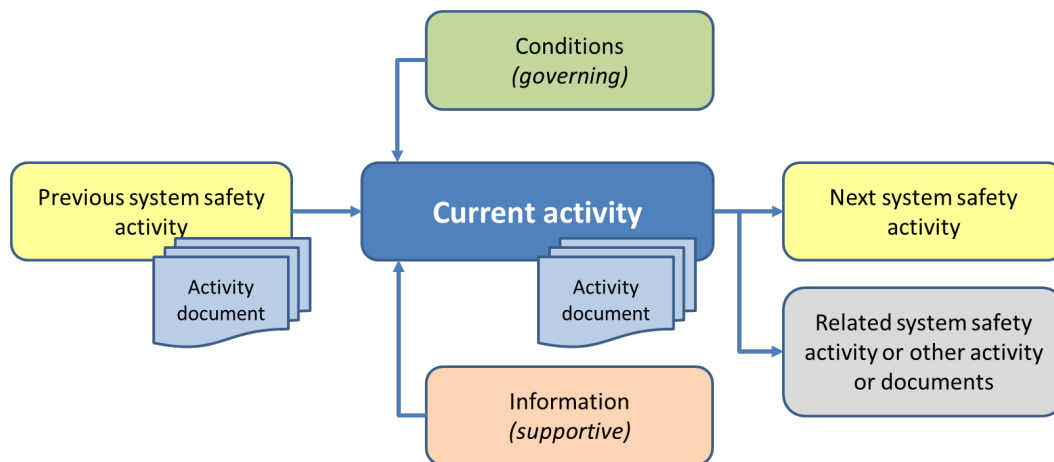 Conditions
(governing)
Previous system safety
activity
Activity
document
Current activity
Activity
document
Next system safety
activity
Related system safety
activity or other activity
or documents
Information
(supportive)